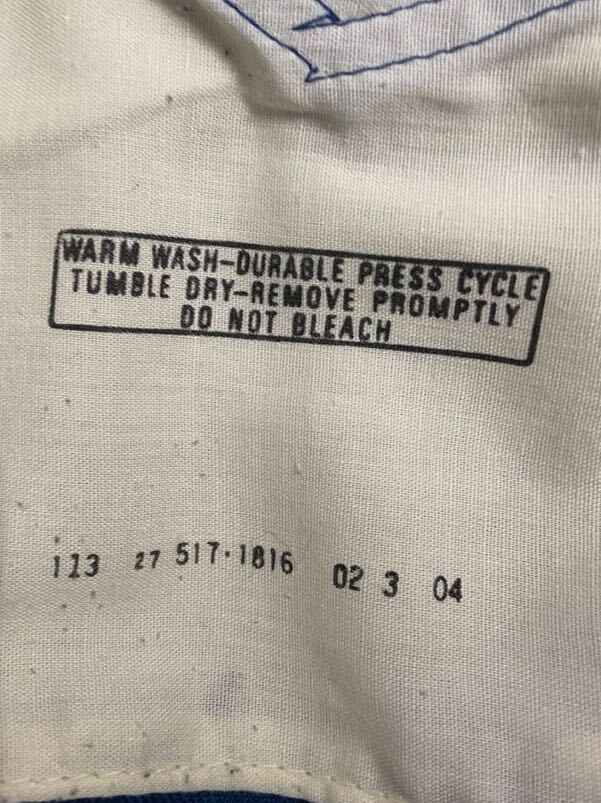 WARM WASH-DURABLE PRESS CYCLE
TUMBLE DRY-REMOVE PROMPTLY
DO NOT BLEACH
113 27 517·1816 02 3 04